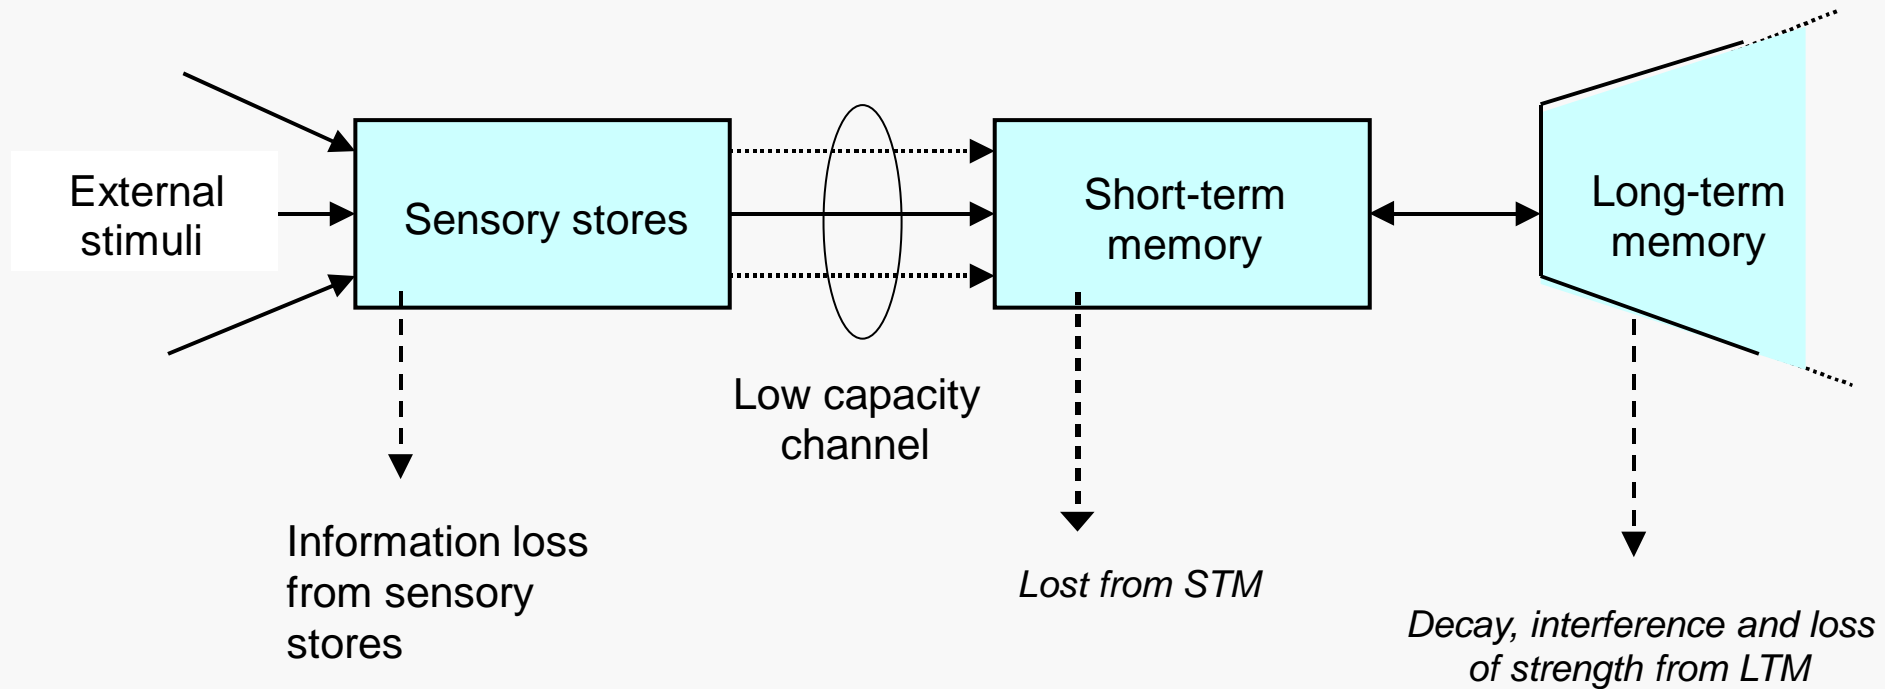 External
stimuli
Sensory stores
Short-term
memory
Long-term
memory
Low capacity
channel
Information loss
from sensory
stores
Lost from STM
Decay, interference and loss
of strength from LTM